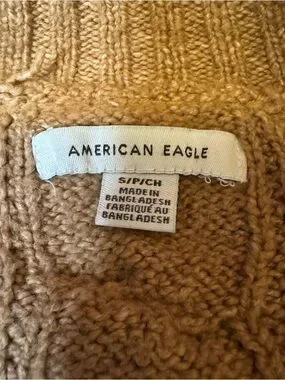 AMERICAN EAGLE
S/P/CH
MADE IN
BANGLADESH
FABRIQUÉ AU
BANGLADESH